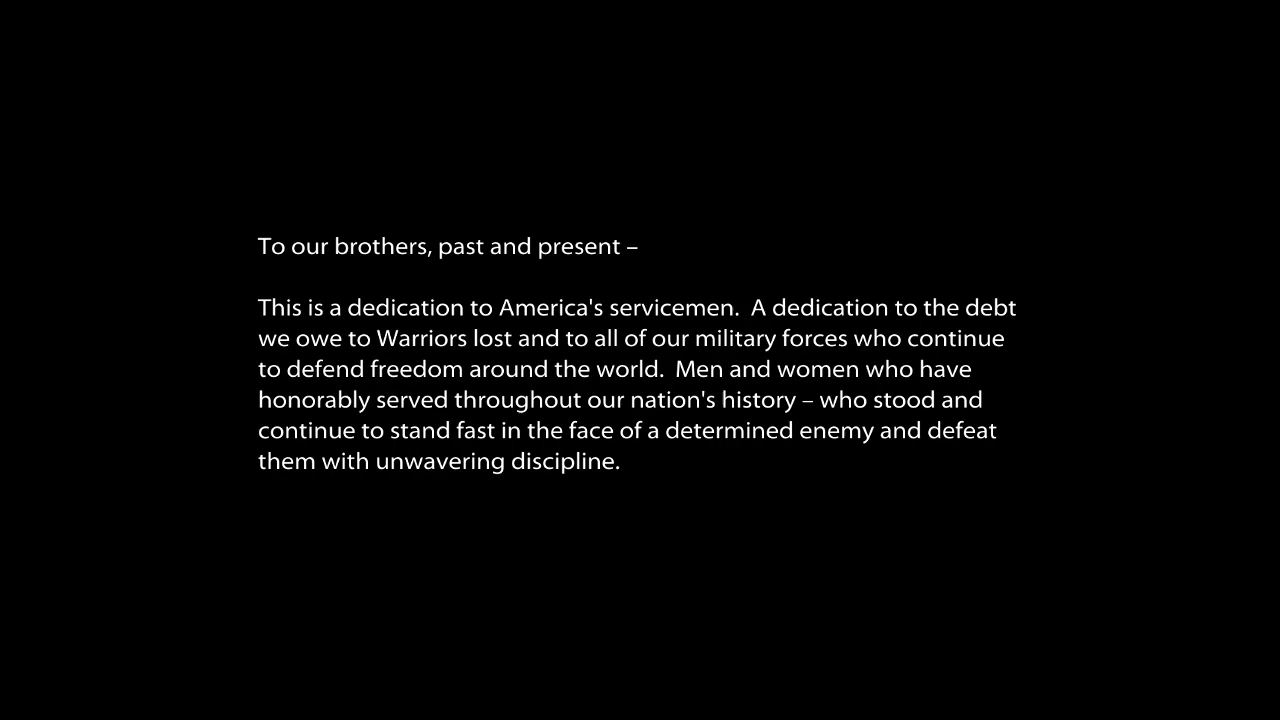 To our brothers, past and present –
This is a dedication to America's servicemen.  A dedication to the debt
we owe to Warriors lost and to all of our military forces who continue
to defend freedom around the world.  Men and women who have
honorably served throughout our nation's history – who stood and
continue to stand fast in the face of a determined enemy and defeat
them with unwavering discipline.